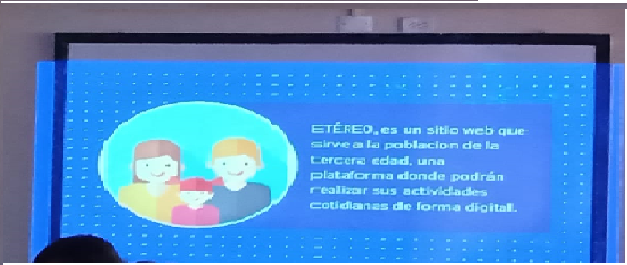 ETÉREO, es un sitio web que
sirve a la poblacion de la
tercera edad, una
plataforma donde podrán
realizar sus actividades
cotidianas de forma digital.